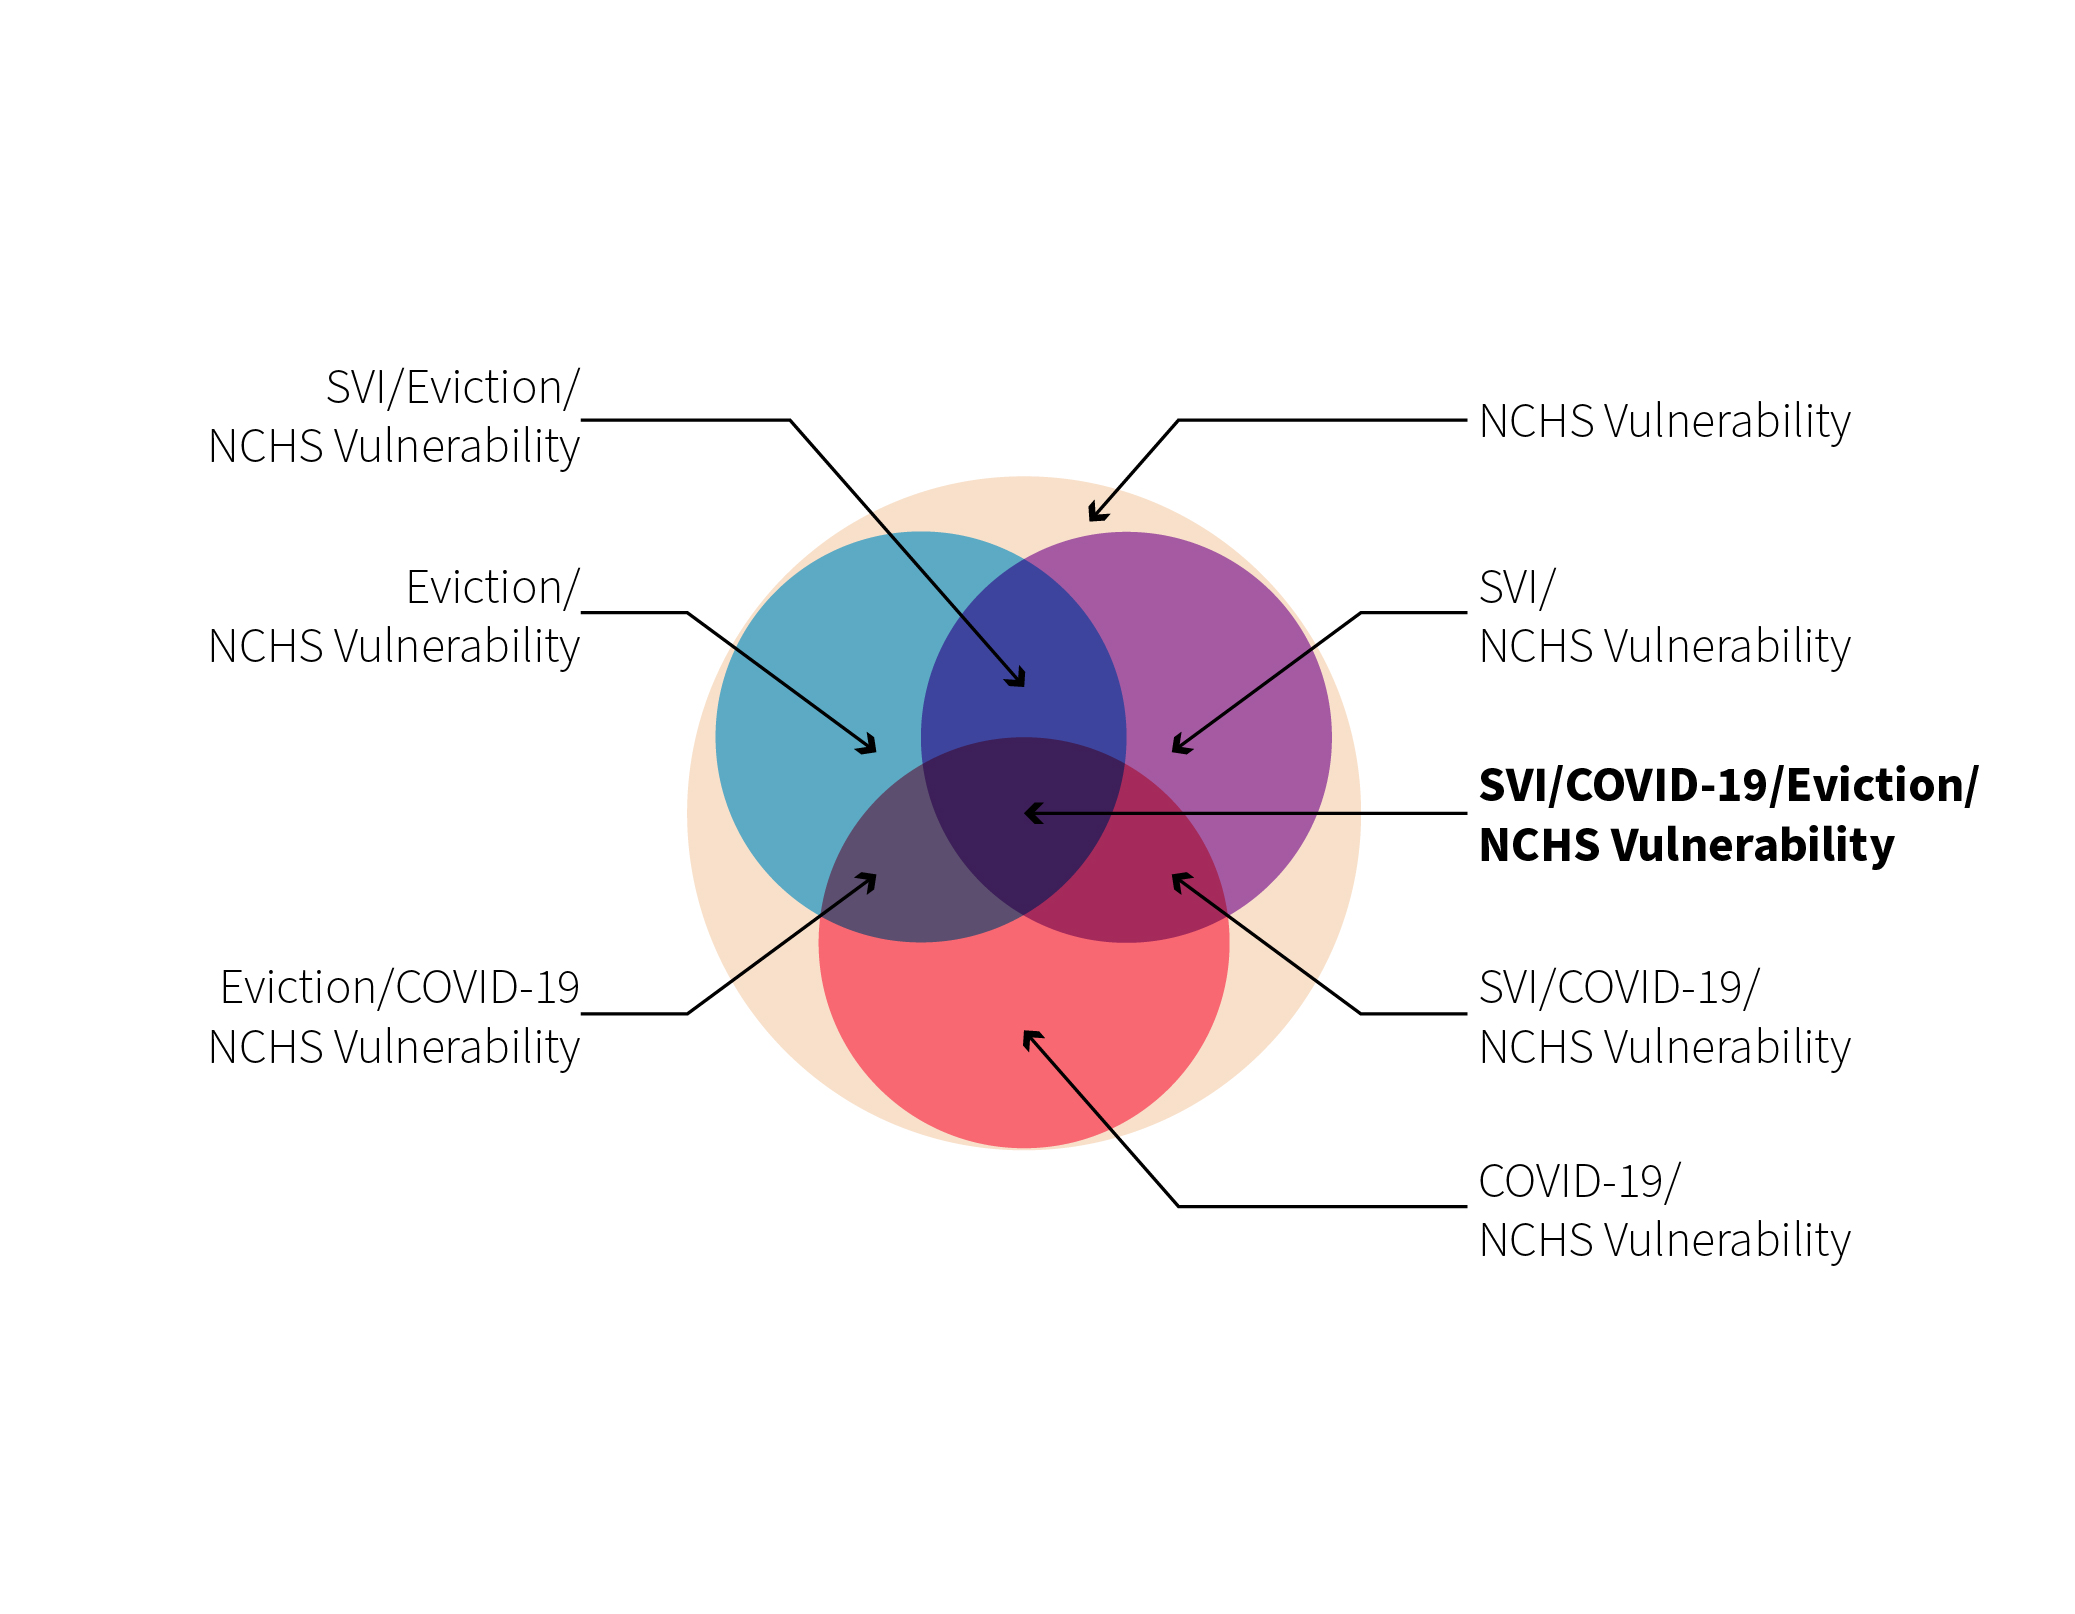 SVI/Eviction/
NCHS Vulnerability
Eviction/
NCHS Vulnerability
Eviction/COVID-19
NCHS Vulnerability
NCHS Vulnerability
SVI/
NCHS Vulnerability
SVI/COVID-19/Eviction/
NCHS Vulnerability
SVI/COVID-19/
NCHS Vulnerability
COVID-19/
NCHS Vulnerability